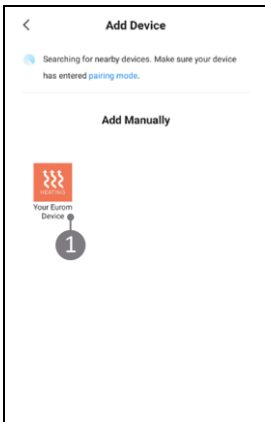 Add Device
Searching for nearby devices. Make sure your device
has entered pairing mode.
Add Manually
HEATING
Your Eurom
Device
1